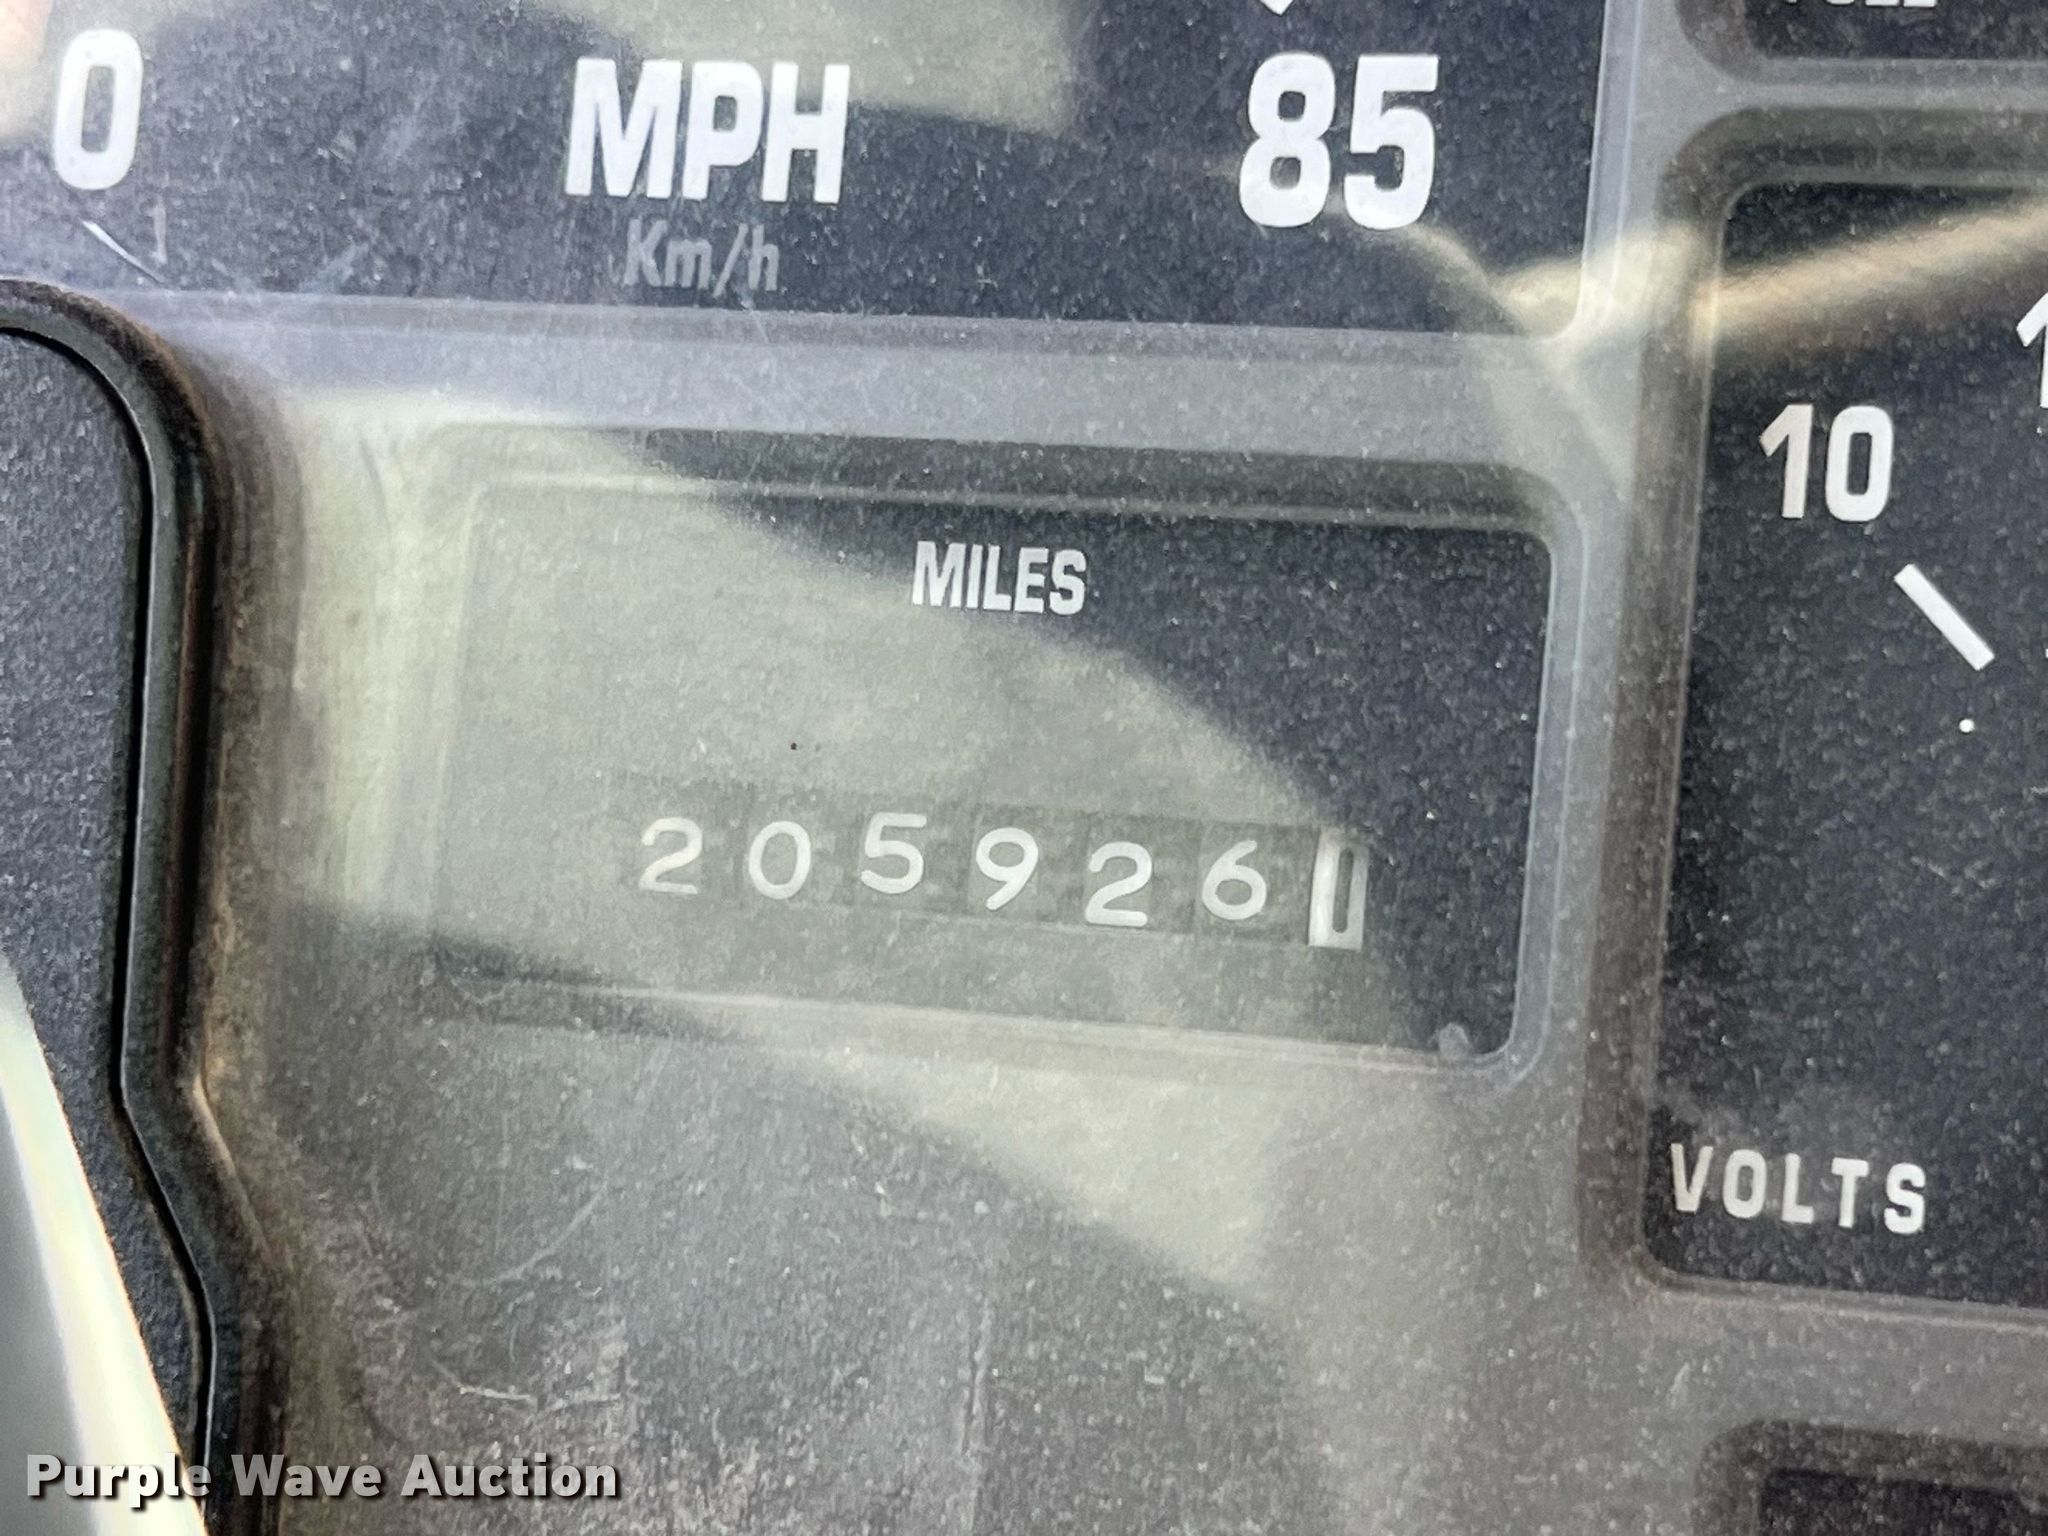 0 MPH 85
Km/h
10
MILES
2059260
VOLTS
Purple Wave Auction